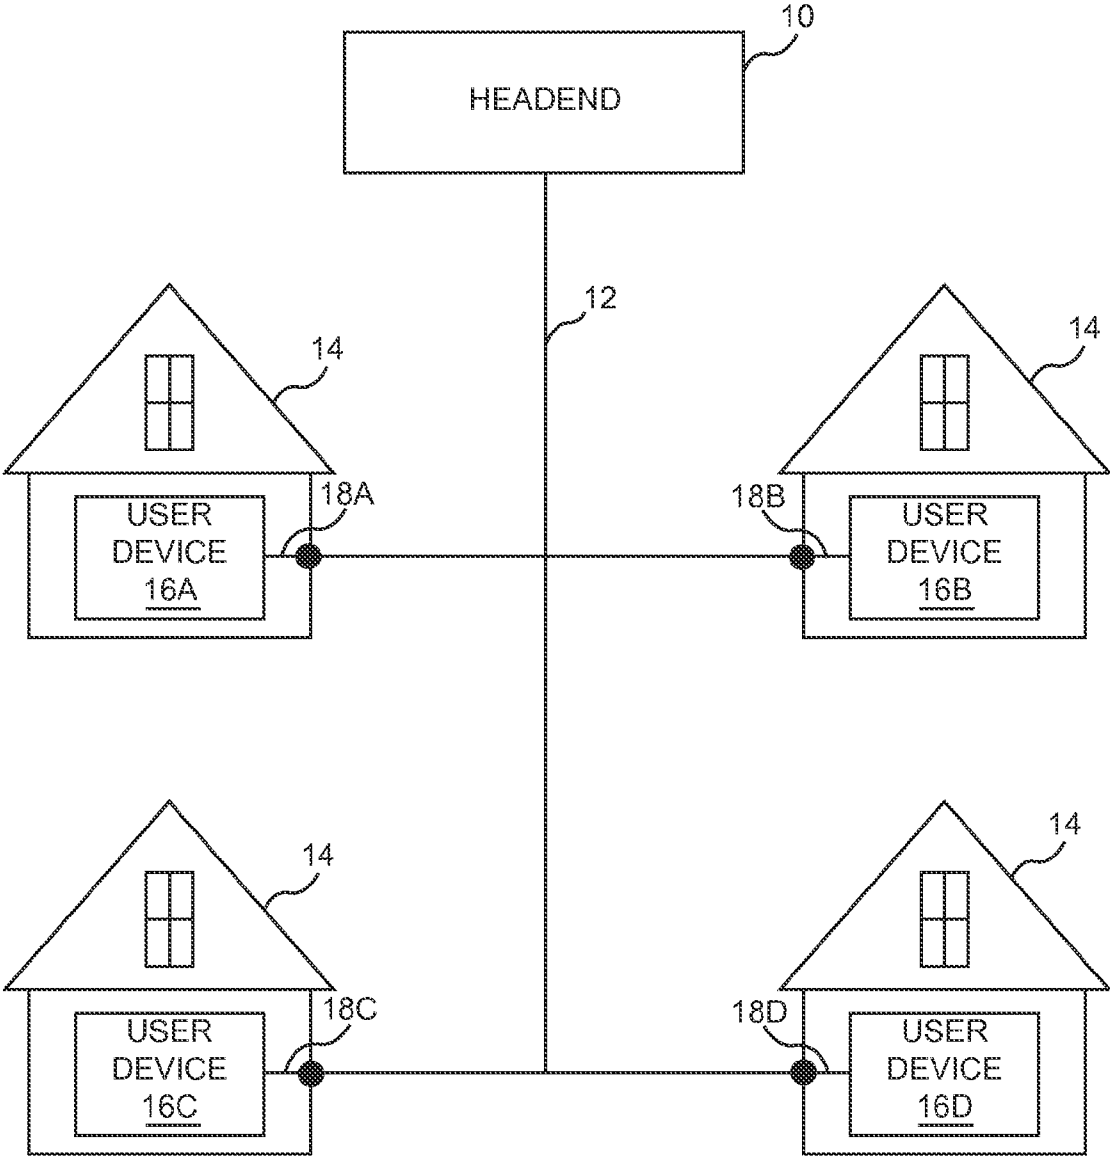 10
HEADEND
12
14
14
18A
18B
USER
DEVICE
16A
USER
DEVICE
16B
14
14
18C
18D
USER
DEVICE
16C
USER
DEVICE
16D